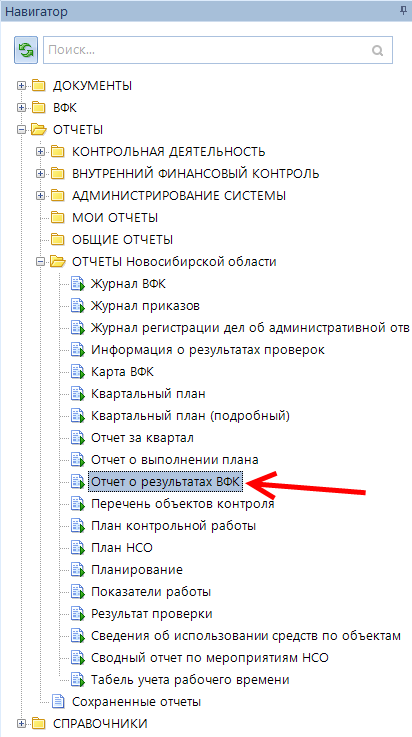 Навигатор
Поиск...
ДОКУМЕНТЫ
ВФК
ОТЧЕТЫ
КОНТРОЛЬНАЯ ДЕЯТЕЛЬНОСТЬ
ВНУТРЕННИЙ ФИНАНСОВЫЙ КОНТРОЛЬ
АДМИНИСТРИРОВАНИЕ СИСТЕМЫ
МОИ ОТЧЕТЫ
ОБЩИЕ ОТЧЕТЫ
ОТЧЕТЫ Новосибирской области
Журнал ВФК
Журнал приказов
Журнал регистрации дел об административной отв
Информация о результатах проверок
Карта ВФК
Квартальный план
Квартальный план (подробный)
Отчет за квартал
Отчет о выполнении плана
Отчет о результатах ВФК
Перечень объектов контроля
План контрольной работы
План НСО
Планирование
Показатели работы
Результат проверки
Сведения об использовании средств по объектам
Сводный отчет по мероприятиям НСО
Табель учета рабочего времени
Сохраненные отчеты
СПРАВОЧНИКИ